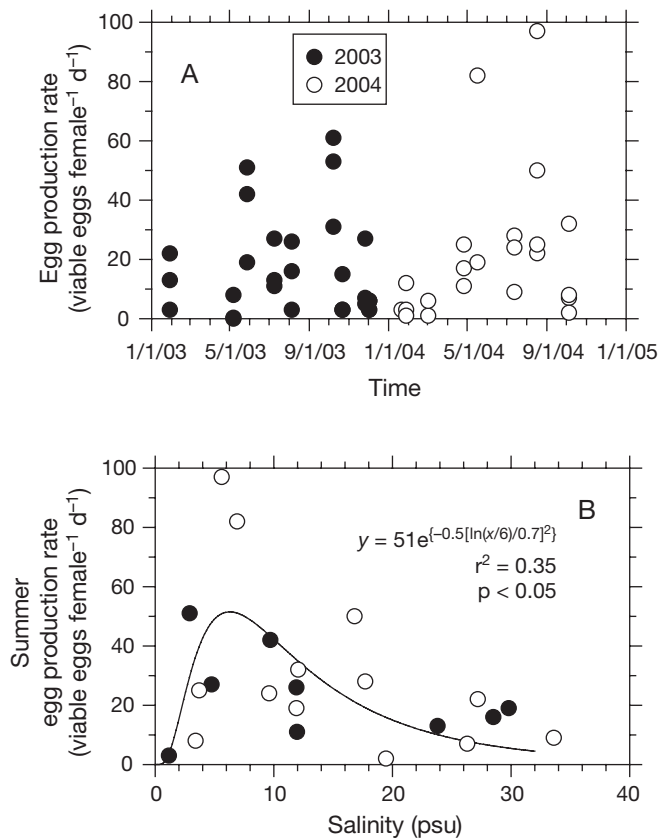 100
80
60
40
20
0
Egg production rate
(viable eggs female⁻¹ d⁻¹)
A
2003
2004
1/1/03 5/1/03 9/1/03 1/1/04 5/1/04 9/1/04 1/1/05
Time
100
80
60
40
20
0
Summer
egg production rate
(viable eggs female⁻¹ d⁻¹)
B
y = 51e{−0.5[ln(x/6)/0.7]²}
r² = 0.35
p < 0.05
0 10 20 30 40
Salinity (psu)